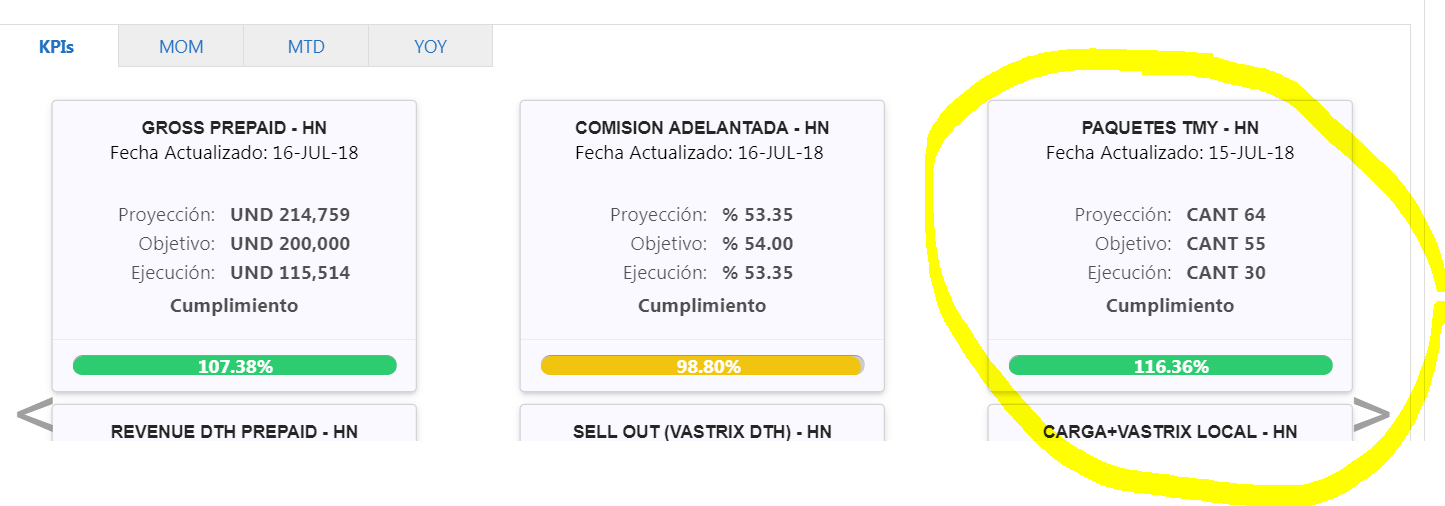 KPIs MOM MTD YOY
GROSS PREPAID - HN
Fecha Actualizado: 16-JUL-18
Proyección: UND 214,759
Objetivo: UND 200,000
Ejecución: UND 115,514
Cumplimiento
107.38%
COMISION ADELANTADA - HN
Fecha Actualizado: 16-JUL-18
Proyección: % 53.35
Objetivo: % 54.00
Ejecución: % 53.35
Cumplimiento
98.80%
PAQUETES TMY - HN
Fecha Actualizado: 15-JUL-18
Proyección: CANT 64
Objetivo: CANT 55
Ejecución: CANT 30
Cumplimiento
116.36%
REVENUE DTH PREPAID - HN
SELL OUT (VASTRIX DTH) - HN
CARGA+VASTRIX LOCAL - HN